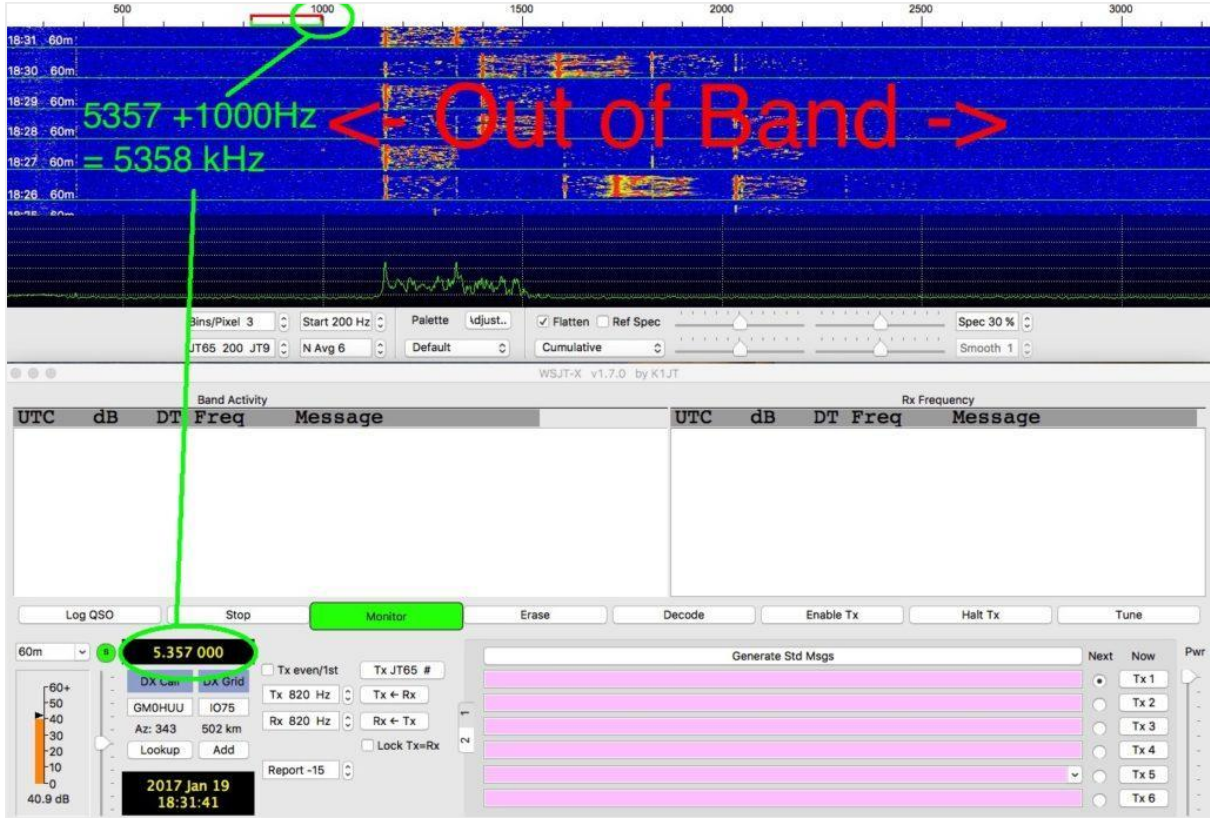 500 1000 1500 2000 2500 3000
18:31 60m
18:30 60m
18:29 60m
5357 +1000Hz
<- Out of Band ->
18:28 60m
= 5358 kHz
18:27 60m
18:26 60m
18:25 60m
Bins/Pixel 3 Start 200 Hz Palette Adjust.. Flatten Ref Spec Spec 30 %
JT65 200 JT9 N Avg 6 Default Cumulative Smooth 1
WSJT-X v1.7.0 by K1JT
Band Activity Rx Frequency
UTC dB DT Freq Message UTC dB DT Freq Message
Log QSO Stop Monitor Erase Decode Enable Tx Halt Tx Tune
60m S 5.357 000 Generate Std Msgs Next Now Pwr
DX Call DX Grid Tx even/1st Tx JT65 # Tx 1
GM0HUU IO75 Tx 820 Hz Tx ← Rx Tx 2
Az: 343 502 km Rx 820 Hz Rx ← Tx 1 Tx 3
Lookup Add Lock Tx=Rx 2 Tx 4
Report -15 Tx 5
2017 Jan 19 Tx 6
18:31:41
60+
50
40
30
20
10
0
40.9 dB